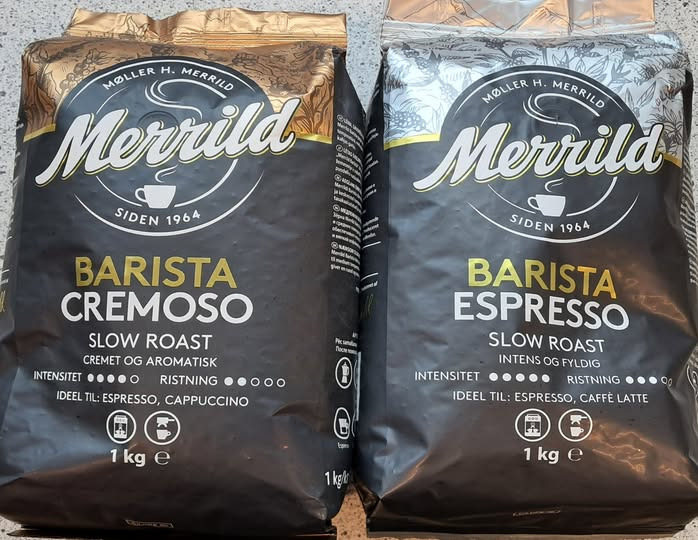 MØLLER H. MERRILD
Merrild
SIDEN 1964
BARISTA
CREMOSO
SLOW ROAST
CREMET OG AROMATISK
INTENSITET RISTNING
IDEEL TIL: ESPRESSO, CAPPUCCINO
1 kg ℮
MØLLER H. MERRILD
Merrild
SIDEN 1964
BARISTA
ESPRESSO
SLOW ROAST
INTENS OG FYLDIG
INTENSITET RISTNING
IDEEL TIL: ESPRESSO, CAFFÈ LATTE
1 kg ℮